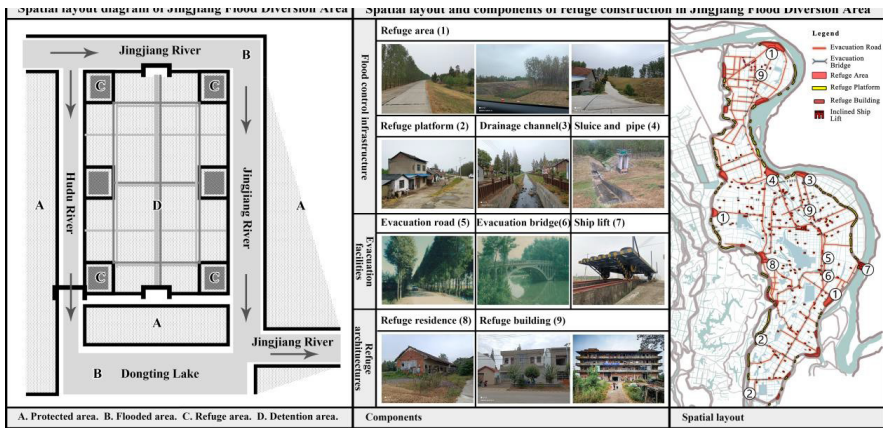 Spatial layout diagram of Jingjiang Flood Diversion Area
Jingjiang River
B
C
C
Hudu River
Jingjiang River
A
D
A
C
C
A
Jingjiang River
B
Dongting Lake
A. Protected area. B. Flooded area. C. Refuge area. D. Detention area.
Spatial layout and components of refuge construction in Jingjiang Flood Diversion Area
Flood control infrastructure
Refuge area (1)
Refuge platform (2)
Drainage channel(3)
Sluice and pipe (4)
Evacuation facilities
Evacuation road (5)
Evacuation bridge(6)
Ship lift (7)
Refuge archituerctures
Refuge residence (8)
Refuge building (9)
Components
Legend
Evacuation Road
Evacuation Bridge
Refuge Area
Refuge Platform
Refuge Building
Inclined Ship Lift
1
9
4
3
1
9
8
5
6
7
1
2
2
Spatial layout